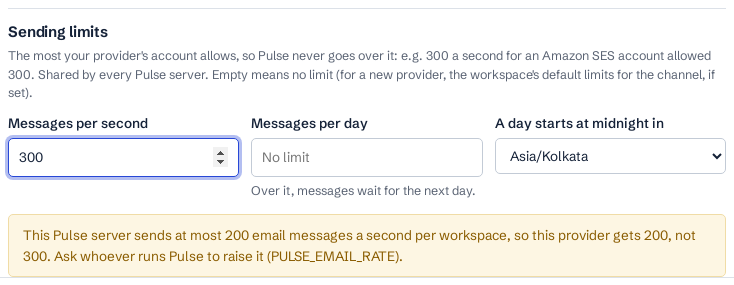 Sending limits
The most your provider's account allows, so Pulse never goes over it: e.g. 300 a second for an Amazon SES account allowed
300. Shared by every Pulse server. Empty means no limit (for a new provider, the workspace's default limits for the channel, if
set).
Messages per second
Messages per day
A day starts at midnight in
300
No limit
Asia/Kolkata
Over it, messages wait for the next day.
This Pulse server sends at most 200 email messages a second per workspace, so this provider gets 200, not
300. Ask whoever runs Pulse to raise it (PULSE_EMAIL_RATE).